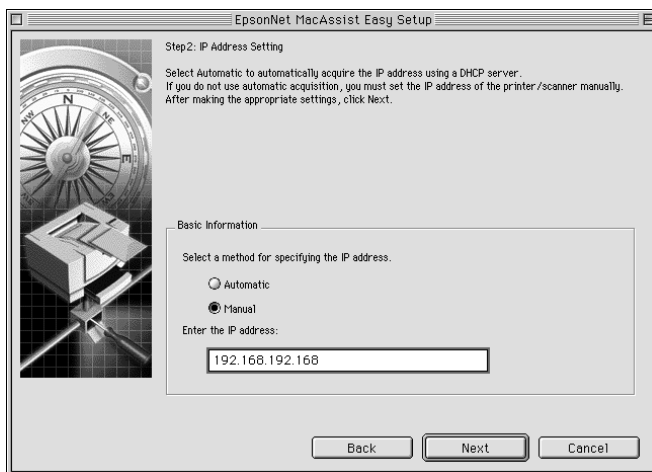 EpsonNet MacAssist Easy Setup
Step2: IP Address Setting
Select Automatic to automatically acquire the IP address using a DHCP server.
If you do not use automatic acquisition, you must set the IP address of the printer/scanner manually.
After making the appropriate settings, click Next.
N
NE
E
Basic Information
Select a method for specifying the IP address.
Automatic
Manual
Enter the IP address:
192.168.192.168
Back
Next
Cancel